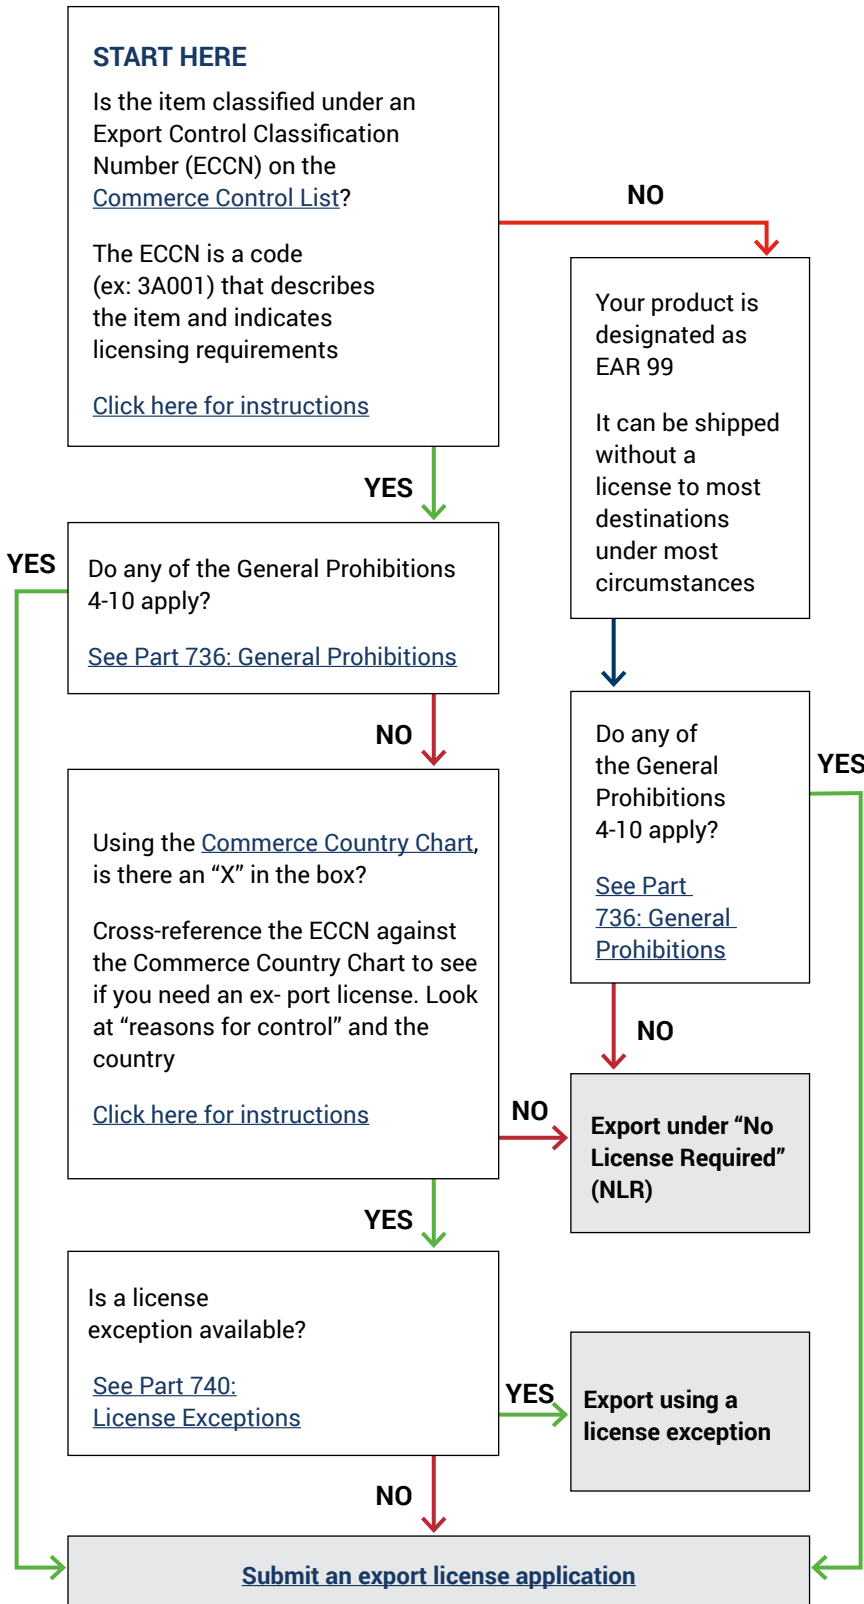 START HERE
Is the item classified under an
Export Control Classification
Number (ECCN) on the
Commerce Control List?
The ECCN is a code
(ex: 3A001) that describes
the item and indicates
licensing requirements
Click here for instructions
NO
Your product is
designated as
EAR 99
It can be shipped
without a
license to most
destinations
under most
circumstances
YES
YES
Do any of the General Prohibitions
4-10 apply?
See Part 736: General Prohibitions
NO
Do any of
the General
Prohibitions
4-10 apply?
See Part
736: General
Prohibitions
YES
NO
Using the Commerce Country Chart,
is there an “X” in the box?
Cross-reference the ECCN against
the Commerce Country Chart to see
if you need an ex- port license. Look
at “reasons for control” and the
country
Click here for instructions
NO
Export under “No
License Required”
(NLR)
YES
Is a license
exception available?
See Part 740:
License Exceptions
YES
Export using a
license exception
NO
Submit an export license application